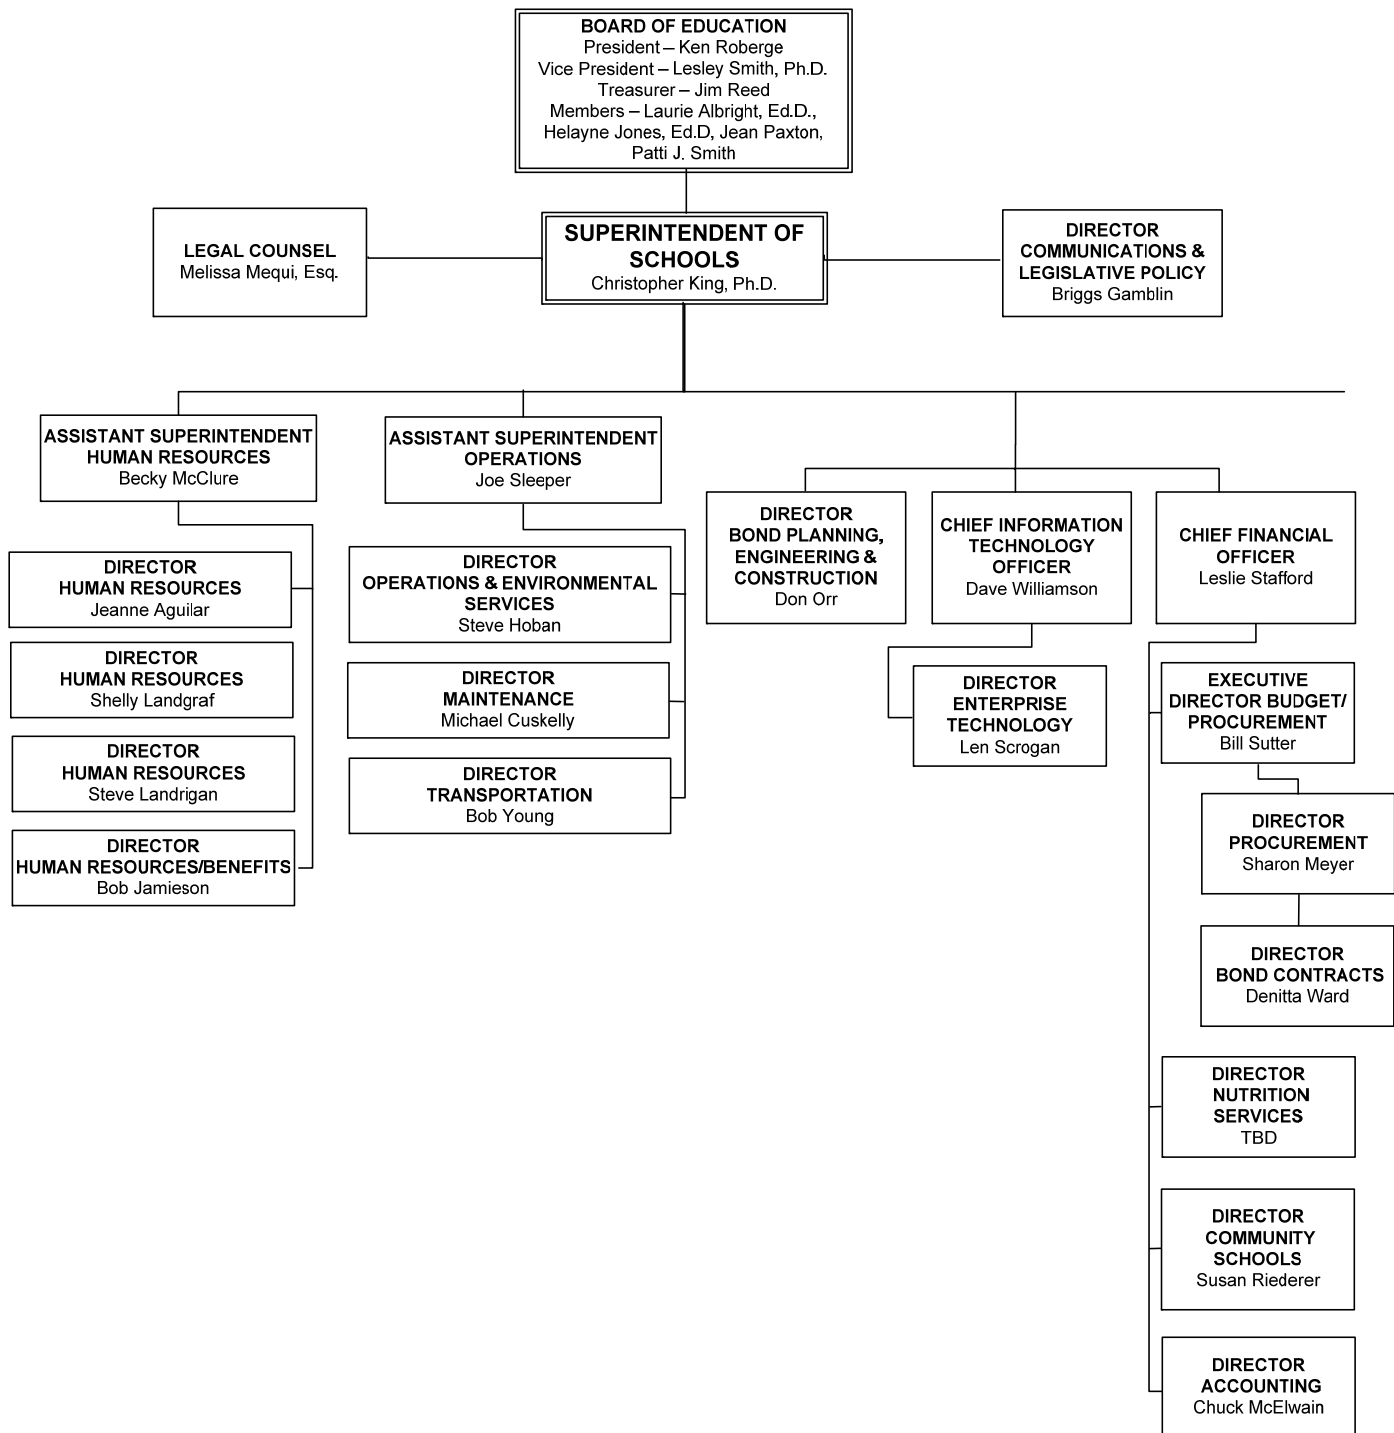 BOARD OF EDUCATION
President – Ken Roberge
Vice President – Lesley Smith, Ph.D.
Treasurer – Jim Reed
Members – Laurie Albright, Ed.D.,
Helayne Jones, Ed.D, Jean Paxton,
Patti J. Smith
LEGAL COUNSEL
Melissa Mequi, Esq.
SUPERINTENDENT OF
SCHOOLS
Christopher King, Ph.D.
DIRECTOR
COMMUNICATIONS &
LEGISLATIVE POLICY
Briggs Gamblin
ASSISTANT SUPERINTENDENT
HUMAN RESOURCES
Becky McClure
DIRECTOR
HUMAN RESOURCES
Jeanne Aguilar
DIRECTOR
HUMAN RESOURCES
Shelly Landgraf
DIRECTOR
HUMAN RESOURCES
Steve Landrigan
DIRECTOR
HUMAN RESOURCES/BENEFITS
Bob Jamieson
ASSISTANT SUPERINTENDENT
OPERATIONS
Joe Sleeper
DIRECTOR
OPERATIONS & ENVIRONMENTAL
SERVICES
Steve Hoban
DIRECTOR
MAINTENANCE
Michael Cuskelly
DIRECTOR
TRANSPORTATION
Bob Young
DIRECTOR
BOND PLANNING,
ENGINEERING &
CONSTRUCTION
Don Orr
CHIEF INFORMATION
TECHNOLOGY
OFFICER
Dave Williamson
DIRECTOR
ENTERPRISE
TECHNOLOGY
Len Scrogan
CHIEF FINANCIAL
OFFICER
Leslie Stafford
EXECUTIVE
DIRECTOR BUDGET/
PROCUREMENT
Bill Sutter
DIRECTOR
PROCUREMENT
Sharon Meyer
DIRECTOR
BOND CONTRACTS
Denitta Ward
DIRECTOR
NUTRITION
SERVICES
TBD
DIRECTOR
COMMUNITY
SCHOOLS
Susan Riederer
DIRECTOR
ACCOUNTING
Chuck McElwain